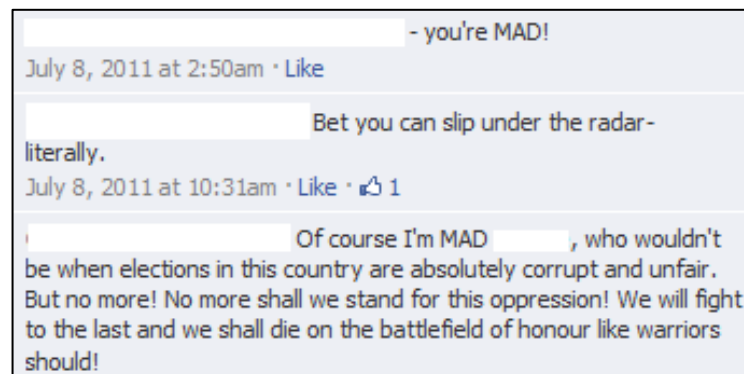 - you're MAD!
July 8, 2011 at 2:50am · Like
Bet you can slip under the radar-
literally.
July 8, 2011 at 10:31am · Like · 1
Of course I'm MAD , who wouldn't
be when elections in this country are absolutely corrupt and unfair.
But no more! No more shall we stand for this oppression! We will fight
to the last and we shall die on the battlefield of honour like warriors
should!